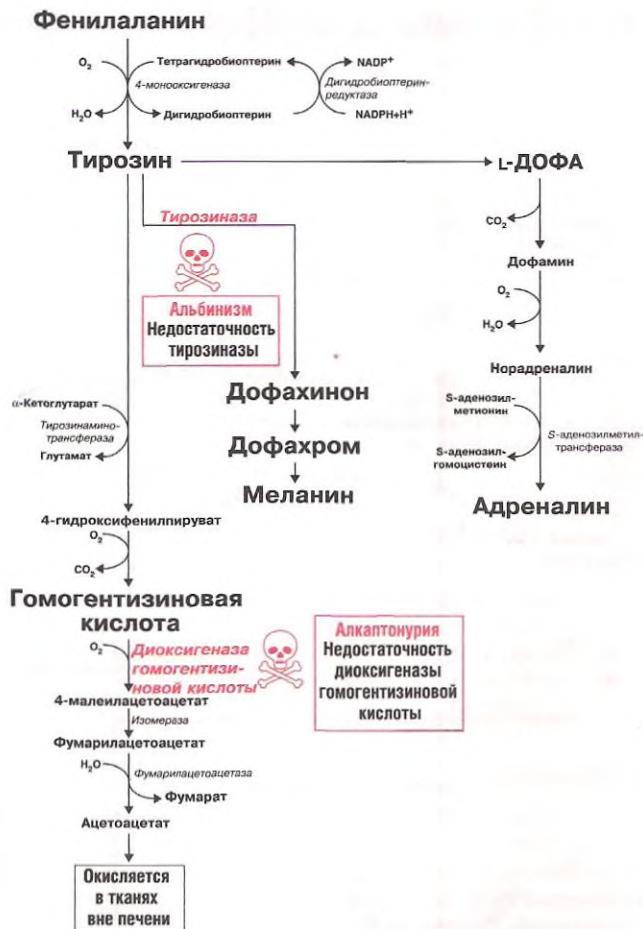 Фенилаланин
O₂
Тетрагидробиоптерин
NADP⁺
4-монооксигеназа
Дигидробиоптерин-
редуктаза
H₂O
Дигидробиоптерин
NADPH+H⁺
Тирозин
L-ДОФА
Тирозиназа
CO₂
Дофамин
Альбинизм
Недостаточность
тирозиназы
O₂
H₂O
Норадреналин
Дофахинон
α-Кетоглутарат
Тирозинамино-
трансфераза
Глутамат
S-аденозил-
метионин
S-аденозилметил-
трансфераза
S-аденозил-
гомоцистеин
Дофахром
Меланин
Адреналин
4-гидроксифенилпируват
O₂
CO₂
Гомогентизиновая
кислота
O₂
Диоксигеназа
гомогентизи-
новой кислоты
Алкаптонурия
Недостаточность
диоксигеназы
гомогентизиновой
кислоты
4-малеилацетоацетат
Изомераза
Фумарилацетоацетат
H₂O
Фумарилацетоацетаза
Фумарат
Ацетоацетат
Окисляется
в тканях
вне печени